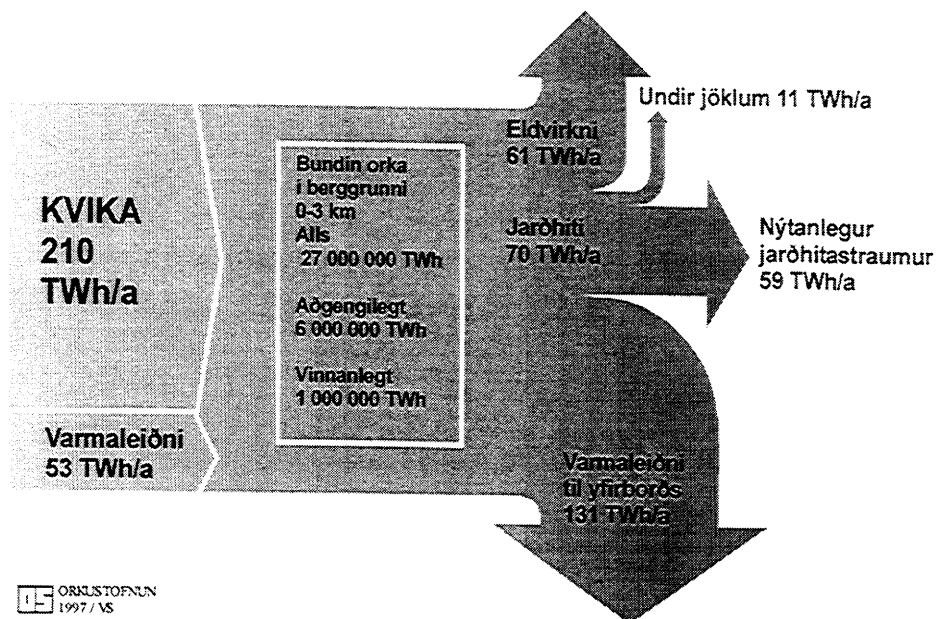 KVIKA
210
TWh/a
Varmaleiðni
53 TWh/a
Bundin orka
í berggrunni
0-3 km
Alls
27 000 000 TWh
Aðgengilegt
6 000 000 TWh
Vinnanlegt
1 000 000 TWh
Eldvirkni
61 TWh/a
Undir jöklum 11 TWh/a
Jarðhiti
70 TWh/a
Nýtanlegur
jarðhitastraumur
59 TWh/a
Varmaleiðni
til yfirborðs
131 TWh/a
OS ORKUSTOFNUN
1997 / VS